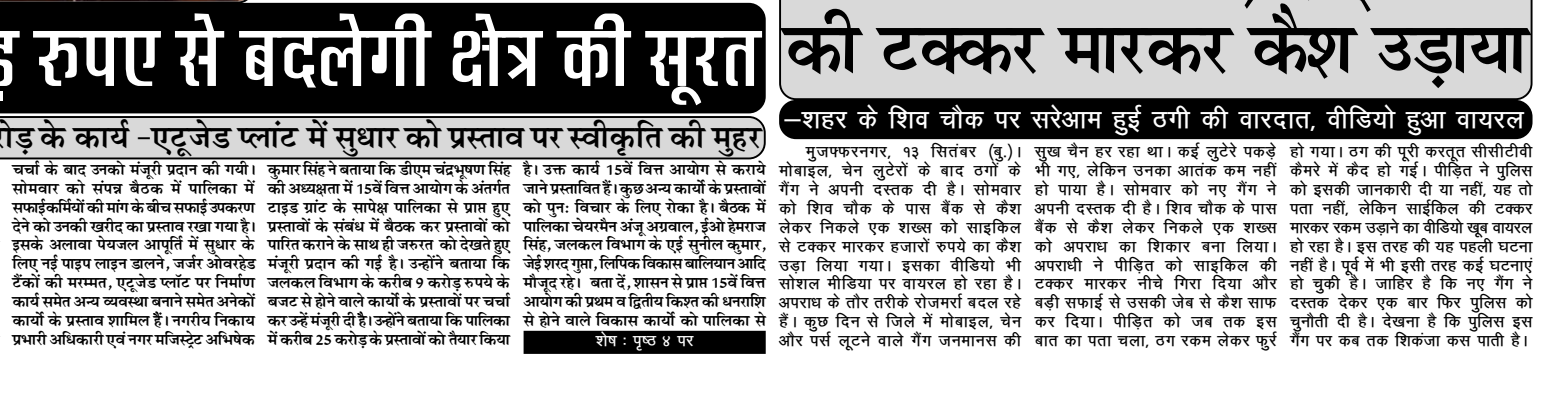 रुपए से बदलेगी क्षेत्र की सूरत
के कार्य -एटूजेड प्लांट में सुधार को प्रस्ताव पर स्वीकृति की मुहर
चर्चा के बाद उनको मंजूरी प्रदान की गयी।
सोमवार को संपन्न बैठक में पालिका में
सफाईकर्मियों की मांग के बीच सफाई उपकरण
देने को उनकी खरीद का प्रस्ताव रखा गया है।
इसके अलावा पेयजल आपूर्ति में सुधार के
लिए नई पाइप लाइन डालने, जर्जर ओवरहेड
टैंकों की मरम्मत, एटूजेड प्लॉट पर निर्माण
कार्य समेत अन्य व्यवस्था बनाने समेत अनेकों
कार्यो के प्रस्ताव शामिल हैं। नगरीय निकाय
प्रभारी अधिकारी एवं नगर मजिस्ट्रेट अभिषेक
कुमार सिंह ने बताया कि डीएम चंद्रभूषण सिंह
की अध्यक्षता में 15वें वित्त आयोग के अंतर्गत
टाइड ग्रांट के सापेक्ष पालिका से प्राप्त हुए
प्रस्तावों के संबंध में बैठक कर प्रस्तावों को
पारित कराने के साथ ही जरुरत को देखते हुए
मंजूरी प्रदान की गई है। उन्होंने बताया कि
जलकल विभाग के करीब 9 करोड़ रुपये के
बजट से होने वाले कार्यो के प्रस्तावों पर चर्चा
कर उन्हें मंजूरी दी है। उन्होंने बताया कि पालिका
में करीब 25 करोड़ के प्रस्तावों को तैयार किया
है। उक्त कार्य 15वें वित्त आयोग से कराये
जाने प्रस्तावित हैं। कुछ अन्य कार्यो के प्रस्तावों
को पुनः विचार के लिए रोका है। बैठक में
पालिका चेयरमैन अंजू अग्रवाल, ईओ हेमराज
सिंह, जलकल विभाग के एई सुनील कुमार,
जेई शरद गुप्ता, लिपिक विकास बालियान आदि
मौजूद रहे। बता दें, शासन से प्राप्त 15वें वित्त
आयोग की प्रथम व द्वितीय किश्त की धनराशि
से होने वाले विकास कार्यो को पालिका से
शेष : पृष्ठ ४ पर
की टक्कर मारकर कैश उड़ाया
-शहर के शिव चौक पर सरेआम हुई ठगी की वारदात, वीडियो हुआ वायरल
मुजफ्फरनगर, १३ सितंबर (बु.)।
मोबाइल, चेन लुटेरों के बाद ठगों के
गैंग ने अपनी दस्तक दी है। सोमवार
को शिव चौक के पास बैंक से कैश
लेकर निकले एक शख्स को साइकिल
से टक्कर मारकर हजारों रुपये का कैश
उड़ा लिया गया। इसका वीडियो भी
सोशल मीडिया पर वायरल हो रहा है।
अपराध के तौर तरीके रोजमर्रा बदल रहे
हैं। कुछ दिन से जिले में मोबाइल, चेन
और पर्स लूटने वाले गैंग जनमानस की
सुख चैन हर रहा था। कई लुटेरे पकड़े
भी गए, लेकिन उनका आतंक कम नहीं
हो पाया है। सोमवार को नए गैंग ने
अपनी दस्तक दी है। शिव चौक के पास
बैंक से कैश लेकर निकले एक शख्स
को अपराध का शिकार बना लिया।
अपराधी ने पीड़ित को साइकिल की
टक्कर मारकर नीचे गिरा दिया और
बड़ी सफाई से उसकी जेब से कैश साफ
कर दिया। पीड़ित को जब तक इस
बात का पता चला, ठग रकम लेकर फुर्र
हो गया। ठग की पूरी करतूत सीसीटीवी
कैमरे में कैद हो गई। पीड़ित ने पुलिस
को इसकी जानकारी दी या नहीं, यह तो
पता नहीं, लेकिन साईकिल की टक्कर
मारकर रकम उड़ाने का वीडियो खूब वायरल
हो रहा है। इस तरह की यह पहली घटना
नहीं है। पूर्व में भी इसी तरह कई घटनाएं
हो चुकी है। जाहिर है कि नए गैंग ने
दस्तक देकर एक बार फिर पुलिस को
चुनौती दी है। देखना है कि पुलिस इस
गैंग पर कब तक शिकंजा कस पाती है।